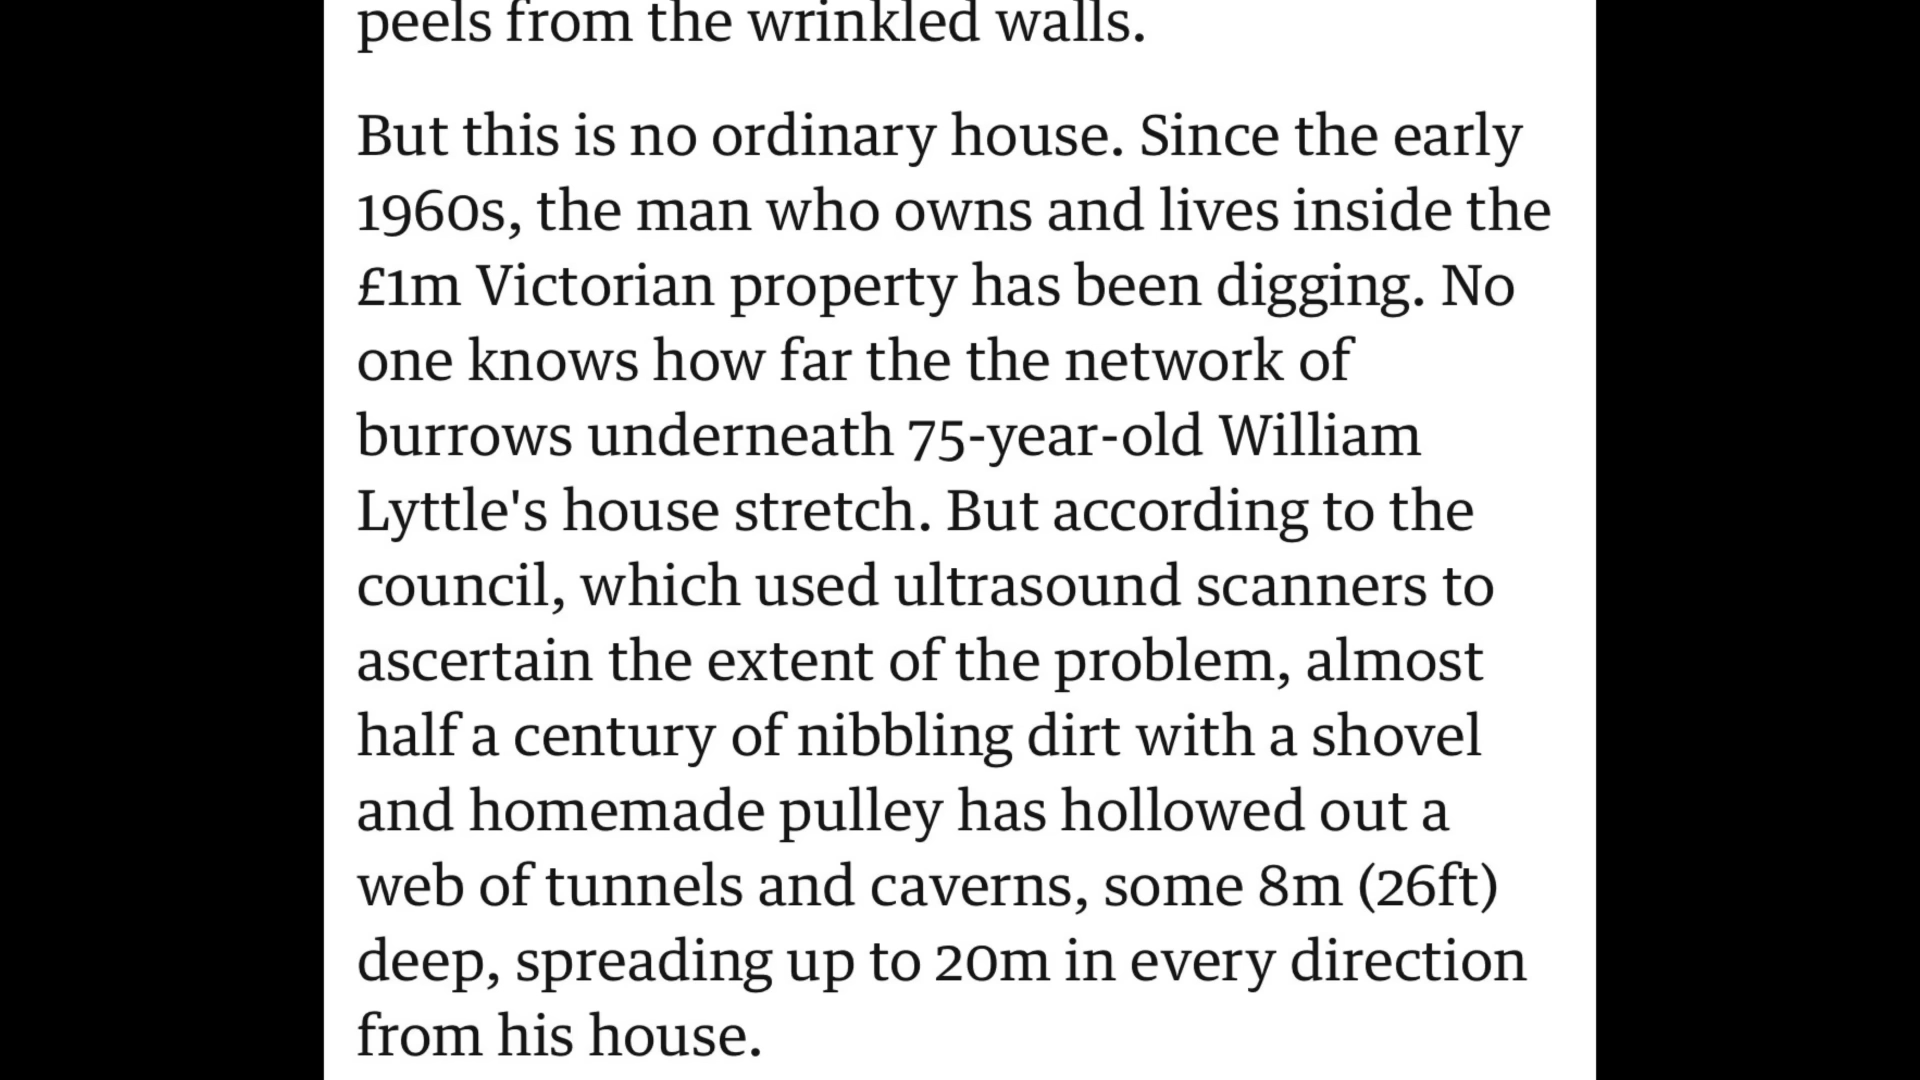 peels from the wrinkled walls.
But this is no ordinary house. Since the early
1960s, the man who owns and lives inside the
£1m Victorian property has been digging. No
one knows how far the the network of
burrows underneath 75-year-old William
Lyttle's house stretch. But according to the
council, which used ultrasound scanners to
ascertain the extent of the problem, almost
half a century of nibbling dirt with a shovel
and homemade pulley has hollowed out a
web of tunnels and caverns, some 8m (26ft)
deep, spreading up to 20m in every direction
from his house.